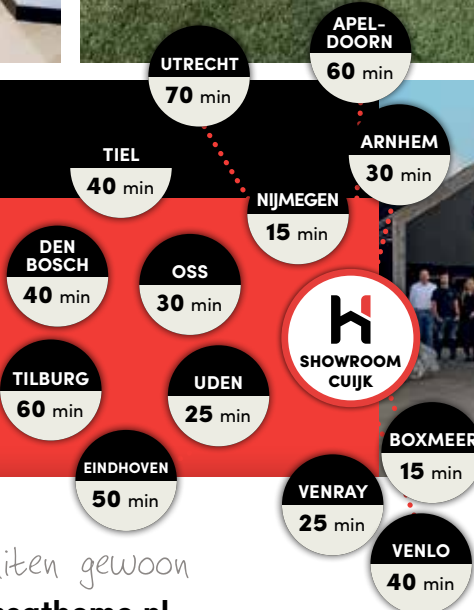 APEL-
DOORN
60 min
UTRECHT
70 min
ARNHEM
30 min
TIEL
40 min
NIJMEGEN
15 min
DEN
BOSCH
40 min
OSS
30 min
SHOWROOM
CUIJK
TILBURG
60 min
UDEN
25 min
BOXMEER
15 min
EINDHOVEN
50 min
VENRAY
25 min
VENLO
40 min
gewoon